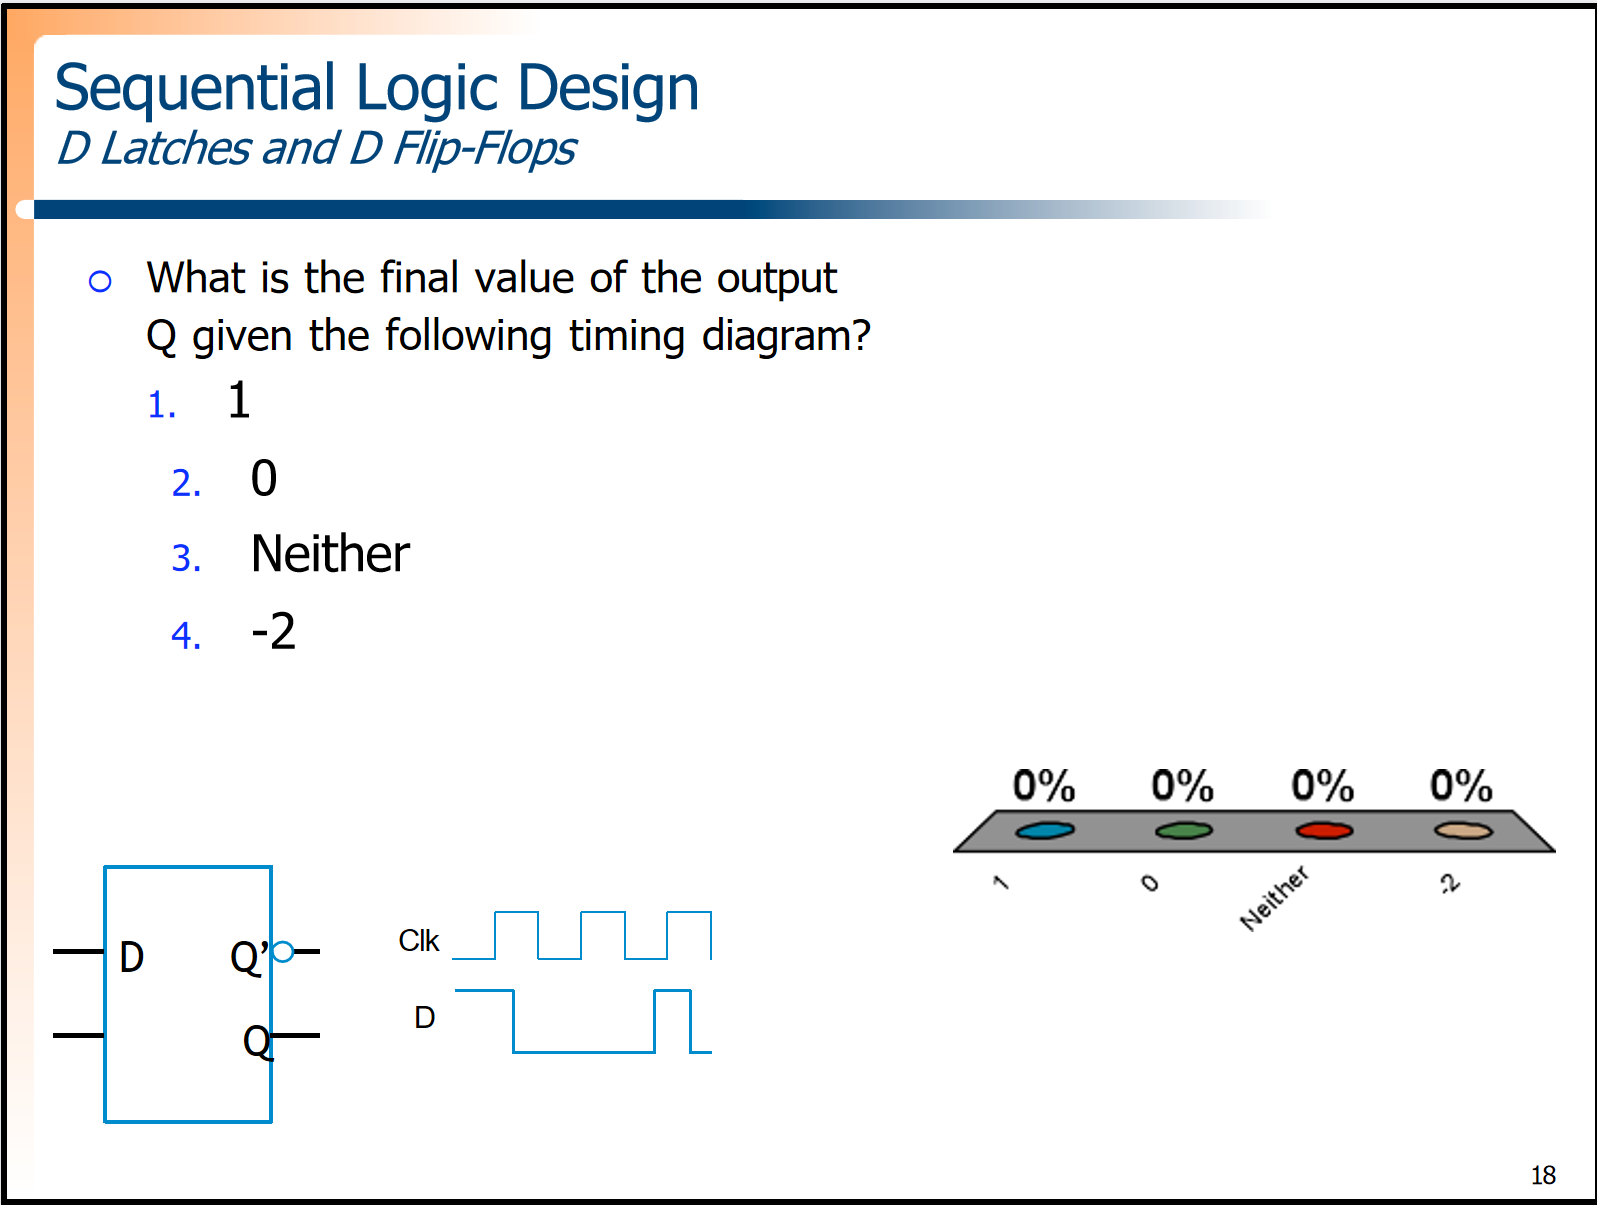 Sequential Logic Design
D Latches and D Flip-Flops
What is the final value of the output
Q given the following timing diagram?
1. 1
2. 0
3. Neither
4. -2
0% 0% 0% 0%
1 0 Neither -2
D Q’
Q
Clk
D
18